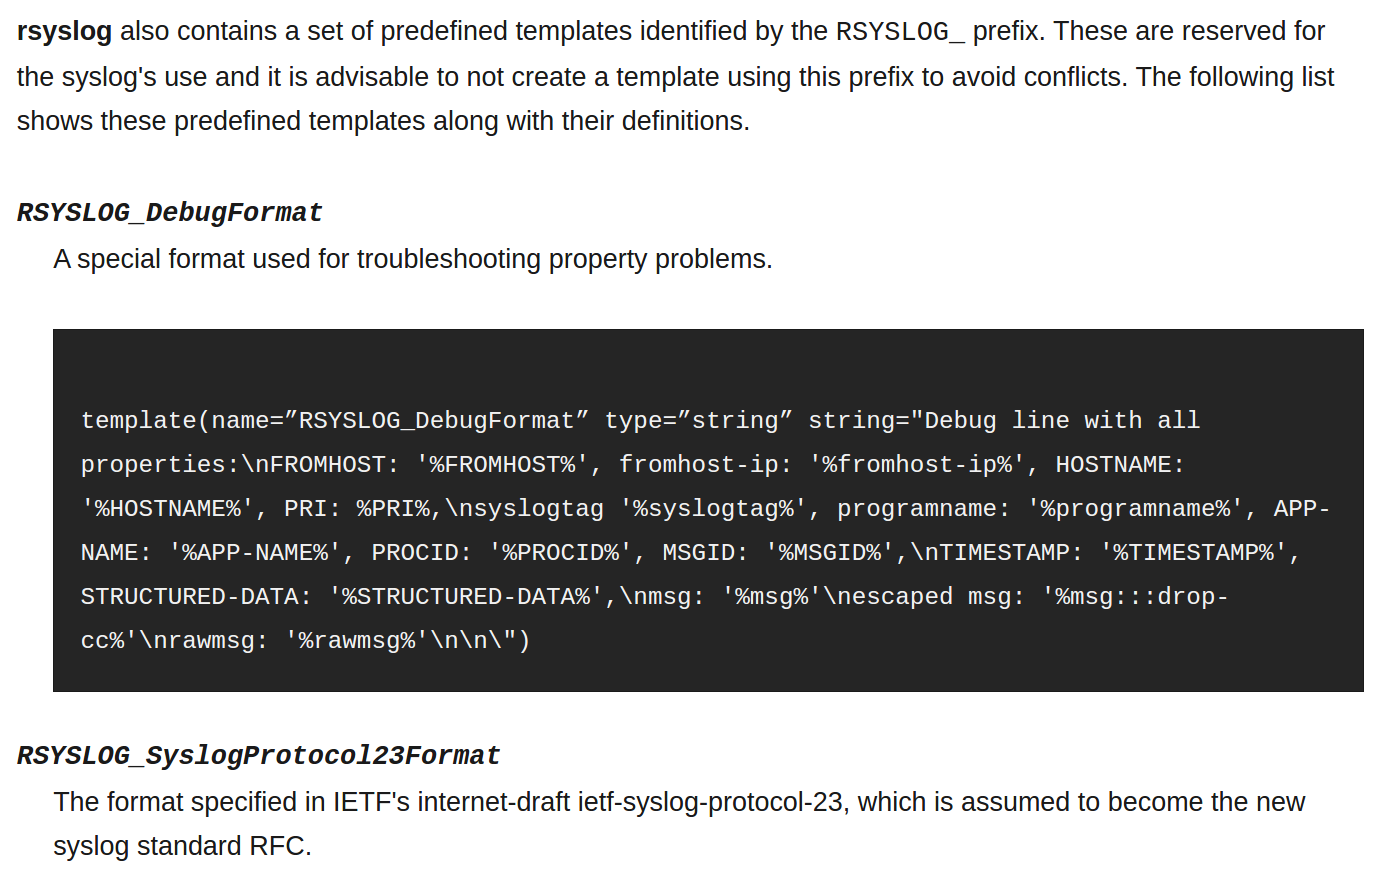 rsyslog also contains a set of predefined templates identified by the RSYSLOG_ prefix. These are reserved for
the syslog's use and it is advisable to not create a template using this prefix to avoid conflicts. The following list
shows these predefined templates along with their definitions.
RSYSLOG_DebugFormat
A special format used for troubleshooting property problems.
template(name=”RSYSLOG_DebugFormat” type=”string” string="Debug line with all
properties:\nFROMHOST: '%FROMHOST%', fromhost-ip: '%fromhost-ip%', HOSTNAME:
'%HOSTNAME%', PRI: %PRI%,\nsyslogtag '%syslogtag%', programname: '%programname%', APP-
NAME: '%APP-NAME%', PROCID: '%PROCID%', MSGID: '%MSGID%',\nTIMESTAMP: '%TIMESTAMP%',
STRUCTURED-DATA: '%STRUCTURED-DATA%',\nmsg: '%msg%'\nescaped msg: '%msg:::drop-
cc%'\nrawmsg: '%rawmsg%'\n\n\")
RSYSLOG_SyslogProtocol23Format
The format specified in IETF's internet-draft ietf-syslog-protocol-23, which is assumed to become the new
syslog standard RFC.